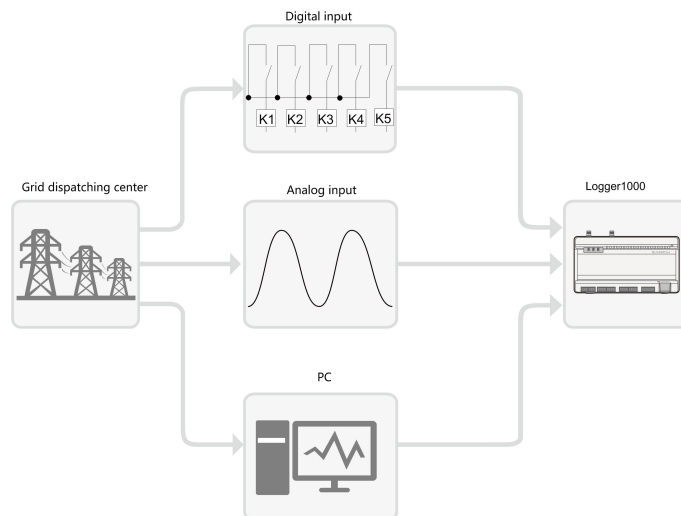 Digital input
K1 K2 K3 K4 K5
Grid dispatching center
Analog input
Logger1000
PC